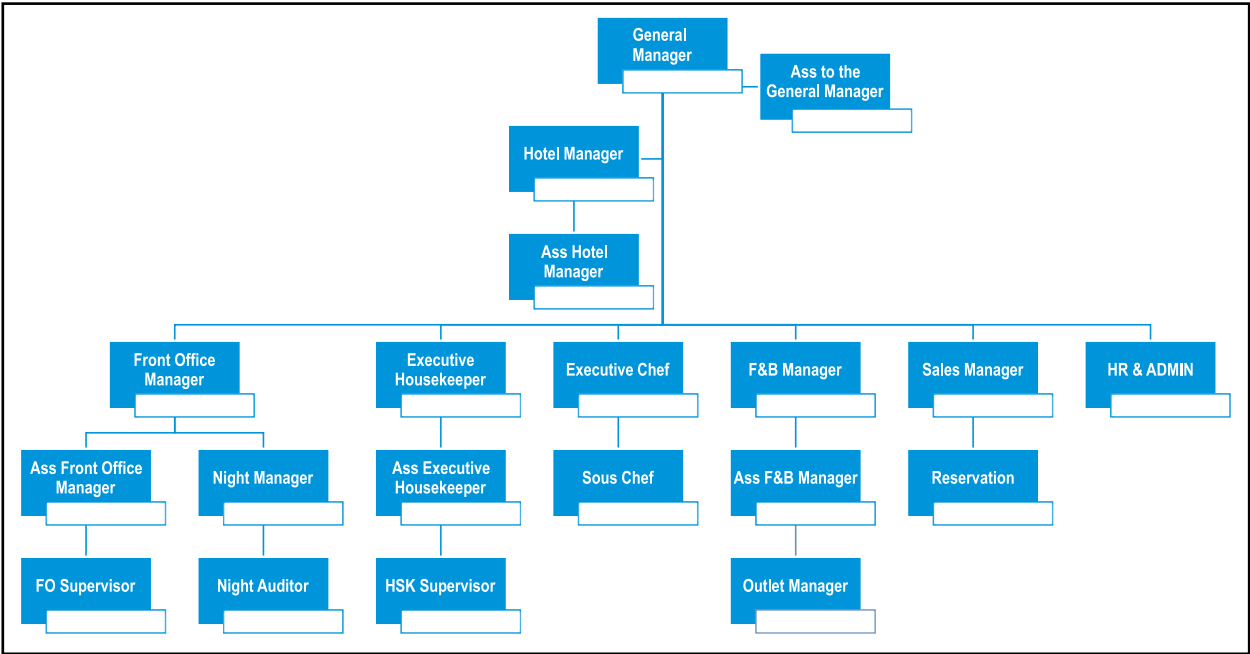 General
Manager
Ass to the
General Manager
Hotel Manager
Ass Hotel
Manager
Front Office
Manager
Executive
Housekeeper
Executive Chef
F&B Manager
Sales Manager
HR & ADMIN
Ass Front Office
Manager
Night Manager
Ass Executive
Housekeeper
Sous Chef
Ass F&B Manager
Reservation
FO Supervisor
Night Auditor
HSK Supervisor
Outlet Manager